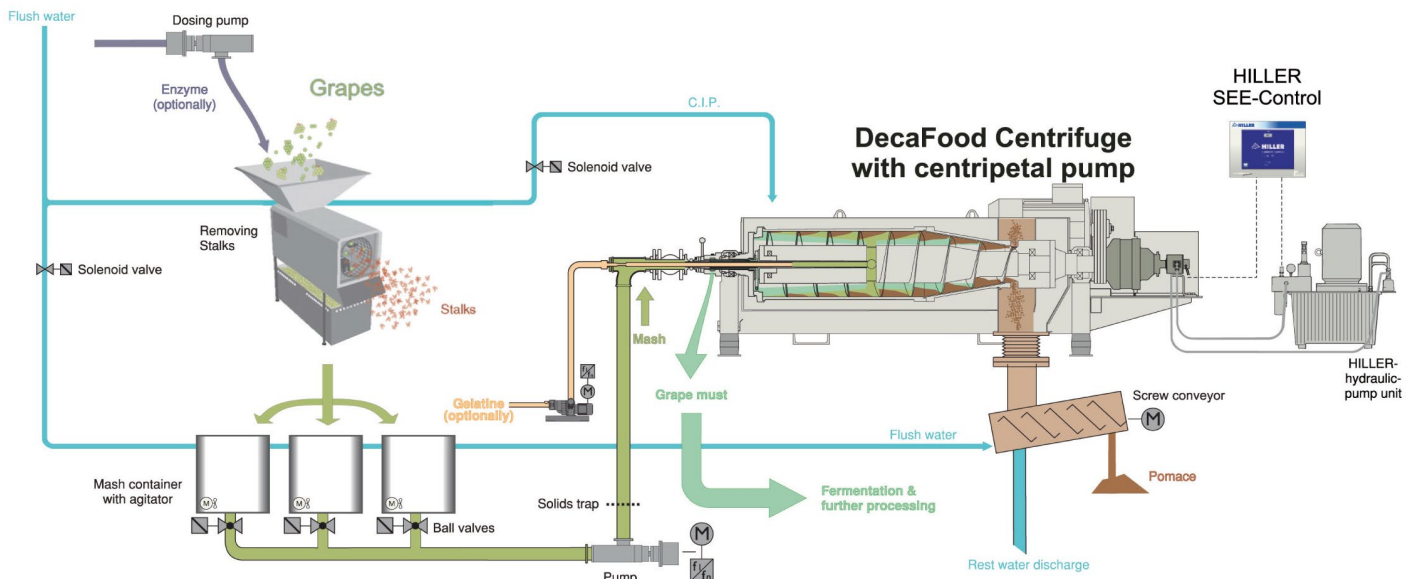 Flush water
Dosing pump
Enzyme
(optionally)
Grapes
C.I.P.
HILLER
SEE-Control
HILLER
HILLER
DecaFood Centrifuge
with centripetal pump
Solenoid valve
Removing
Stalks
Solenoid valve
Stalks
Mash
Gelatine
(optionally)
M
Grape must
HILLER-
hydraulic-
pump unit
Screw conveyor
M
Flush water
Pomace
Mash container
with agitator
M
M
M
Solids trap
Fermentation &
further processing
Ball valves
M
Pump
Rest water discharge